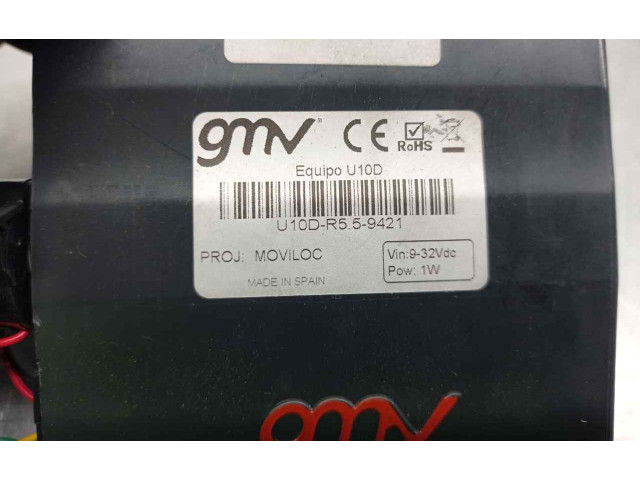 gmv
CE
RoHS
Equipo U10D
U10D-R5.5-9421
PROJ: MOVILOC
Vin:9-32Vdc
Pow: 1W
MADE IN SPAIN
gmv